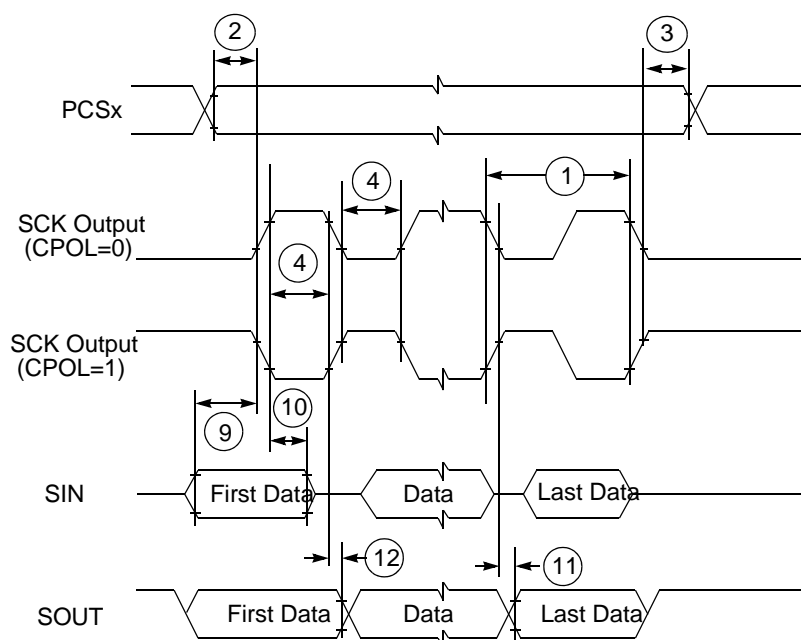 2
3
PCSx
4
1
SCK Output
(CPOL=0)
4
SCK Output
(CPOL=1)
9
10
SIN
First Data
Data
Last Data
12
11
SOUT
First Data
Data
Last Data